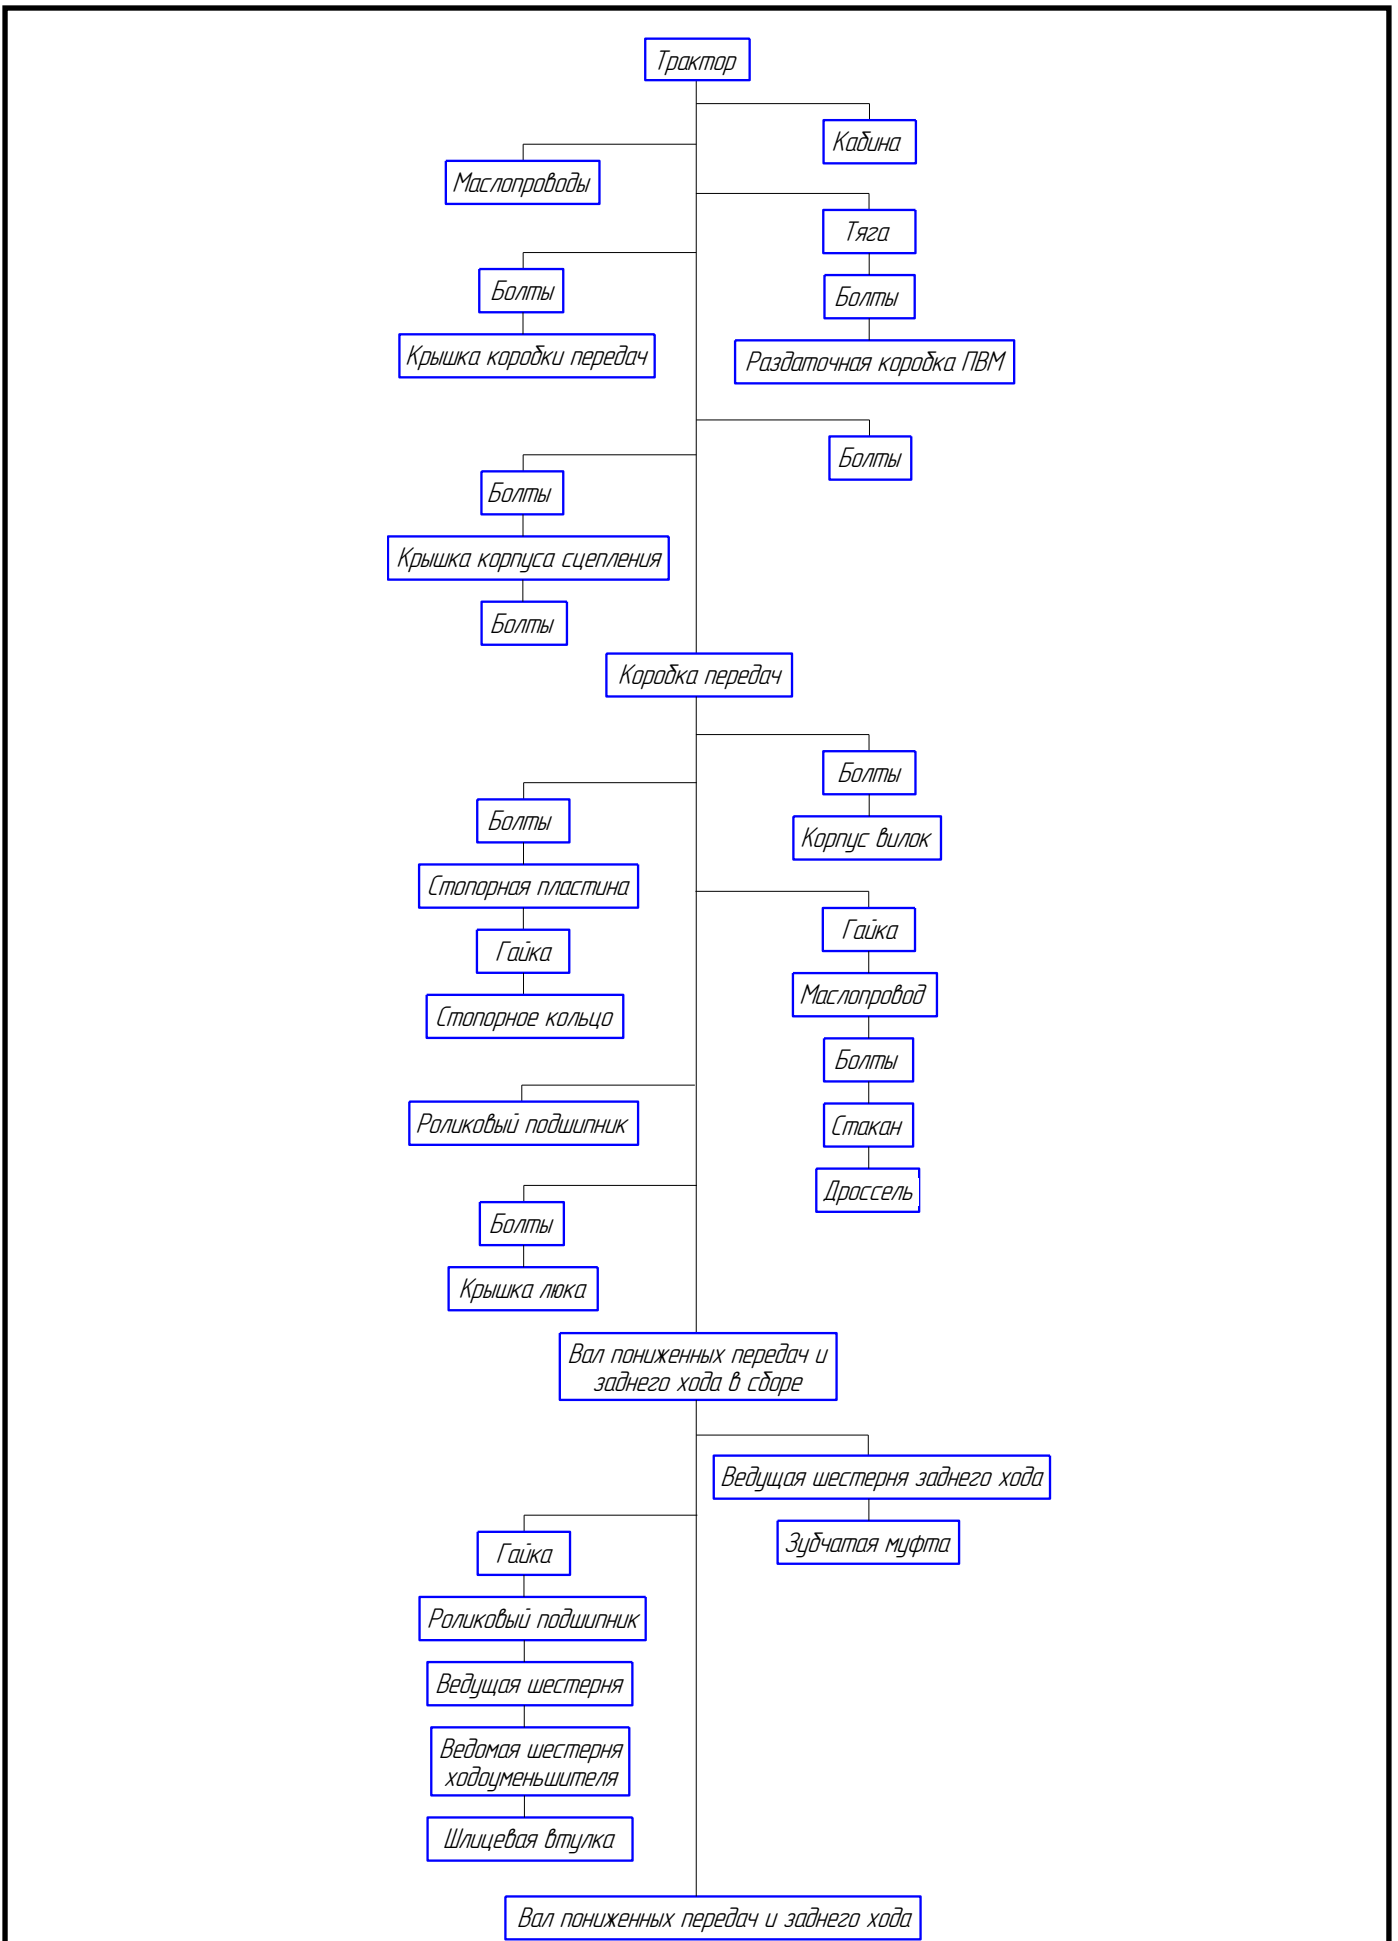 Трактор
Кабина
Маслопроводы
Тяга
Болты
Болты
Крышка коробки передач
Раздаточная коробка ПВМ
Болты
Болты
Крышка корпуса сцепления
Болты
Коробка передач
Болты
Болты
Корпус вилок
Стопорная пластина
Гайка
Гайка
Маслопровод
Стопорное кольцо
Болты
Роликовый подшипник
Стакан
Дроссель
Болты
Крышка люка
Вал пониженных передач и
заднего хода в сборе
Ведущая шестерня заднего хода
Зубчатая муфта
Гайка
Роликовый подшипник
Ведущая шестерня
Ведомая шестерня
ходоуменьшителя
Шлицевая втулка
Вал пониженных передач и заднего хода